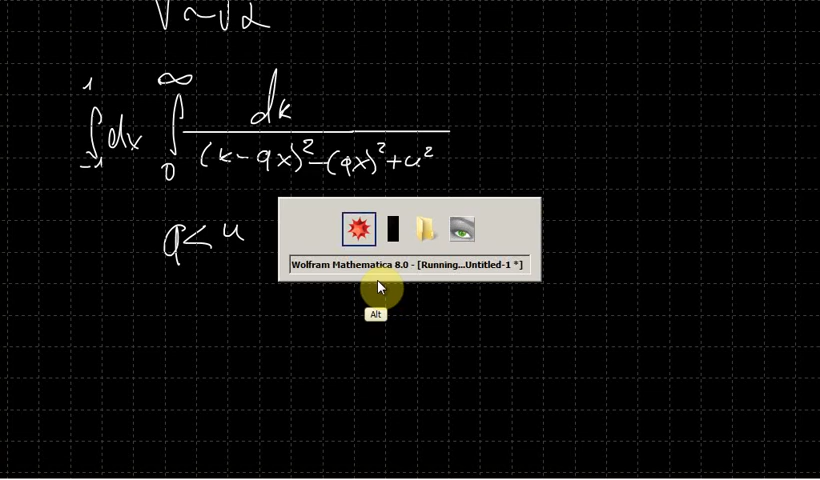 √~√α
∫₋₁¹ dx ∫₀^∞ dk / ((k-qx)²-(qx)²+u²)
q<u
Wolfram Mathematica 8.0 - [Running...Untitled-1 *]
Alt